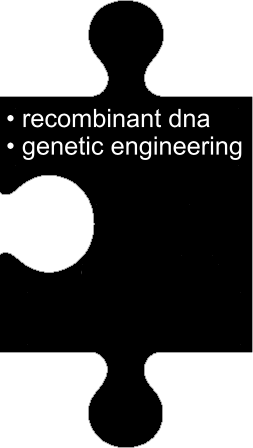 • recombinant dna
• genetic engineering